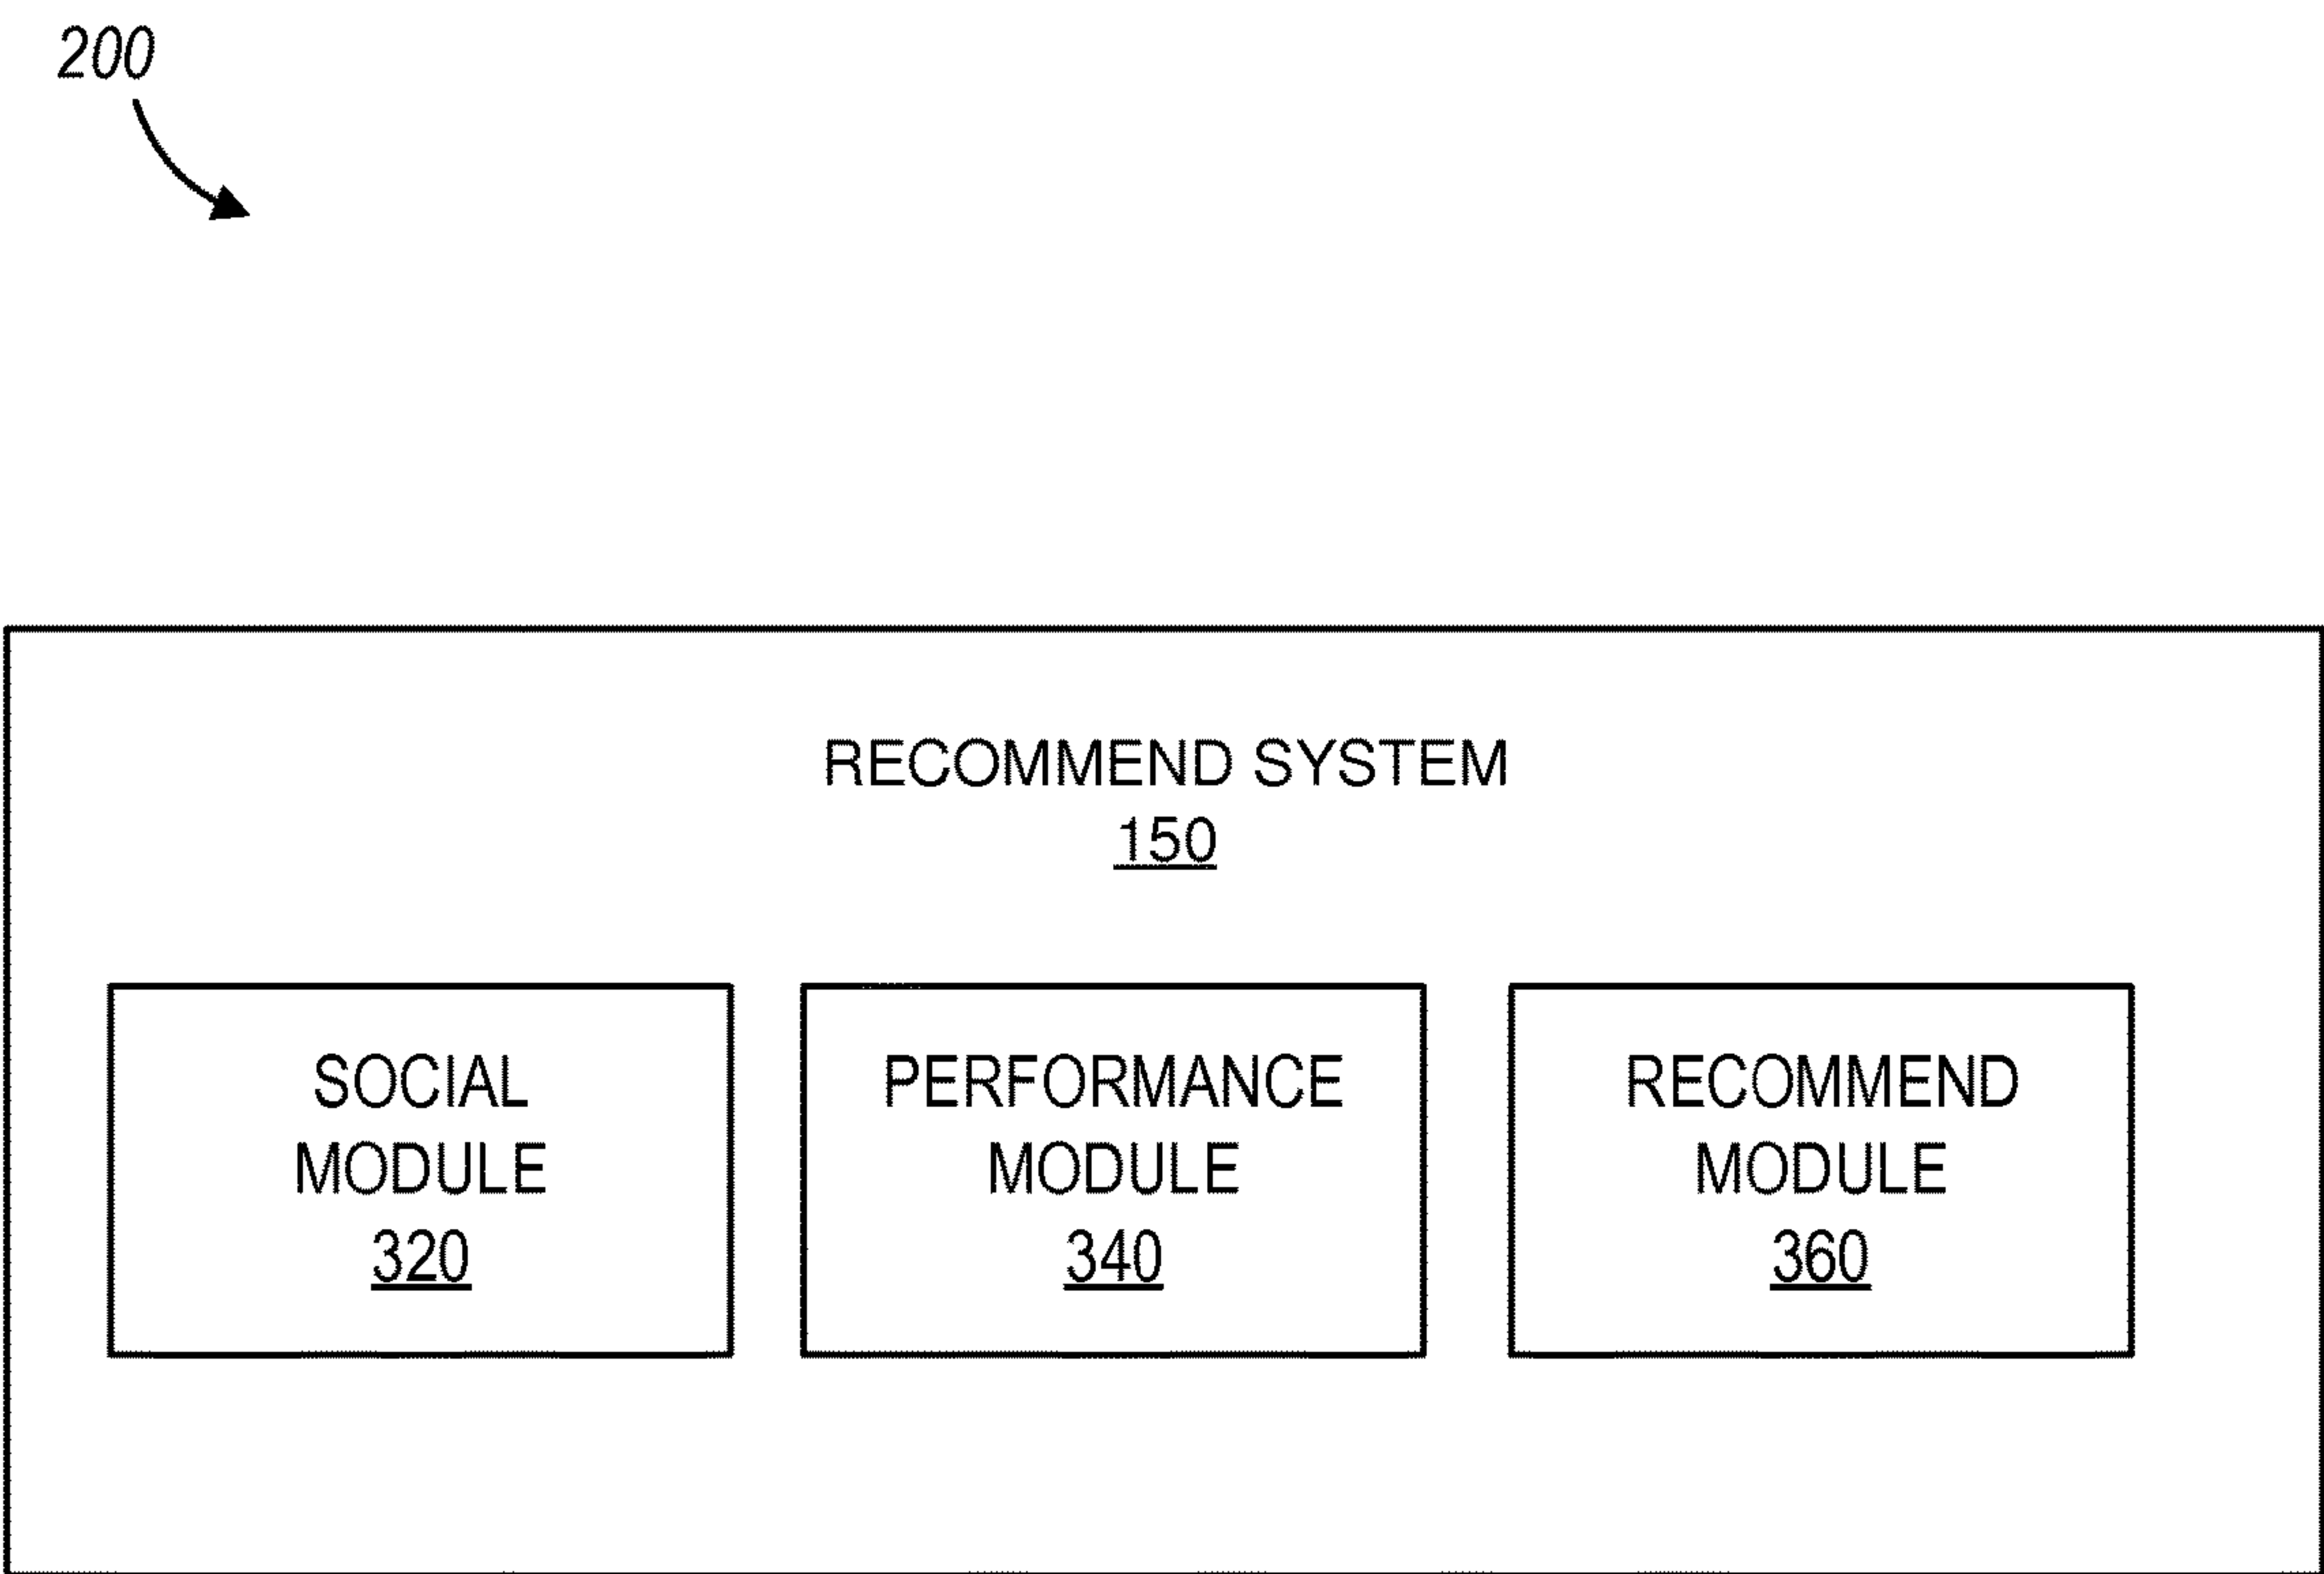 200
RECOMMEND SYSTEM
150
SOCIAL
MODULE
320
PERFORMANCE
MODULE
340
RECOMMEND
MODULE
360